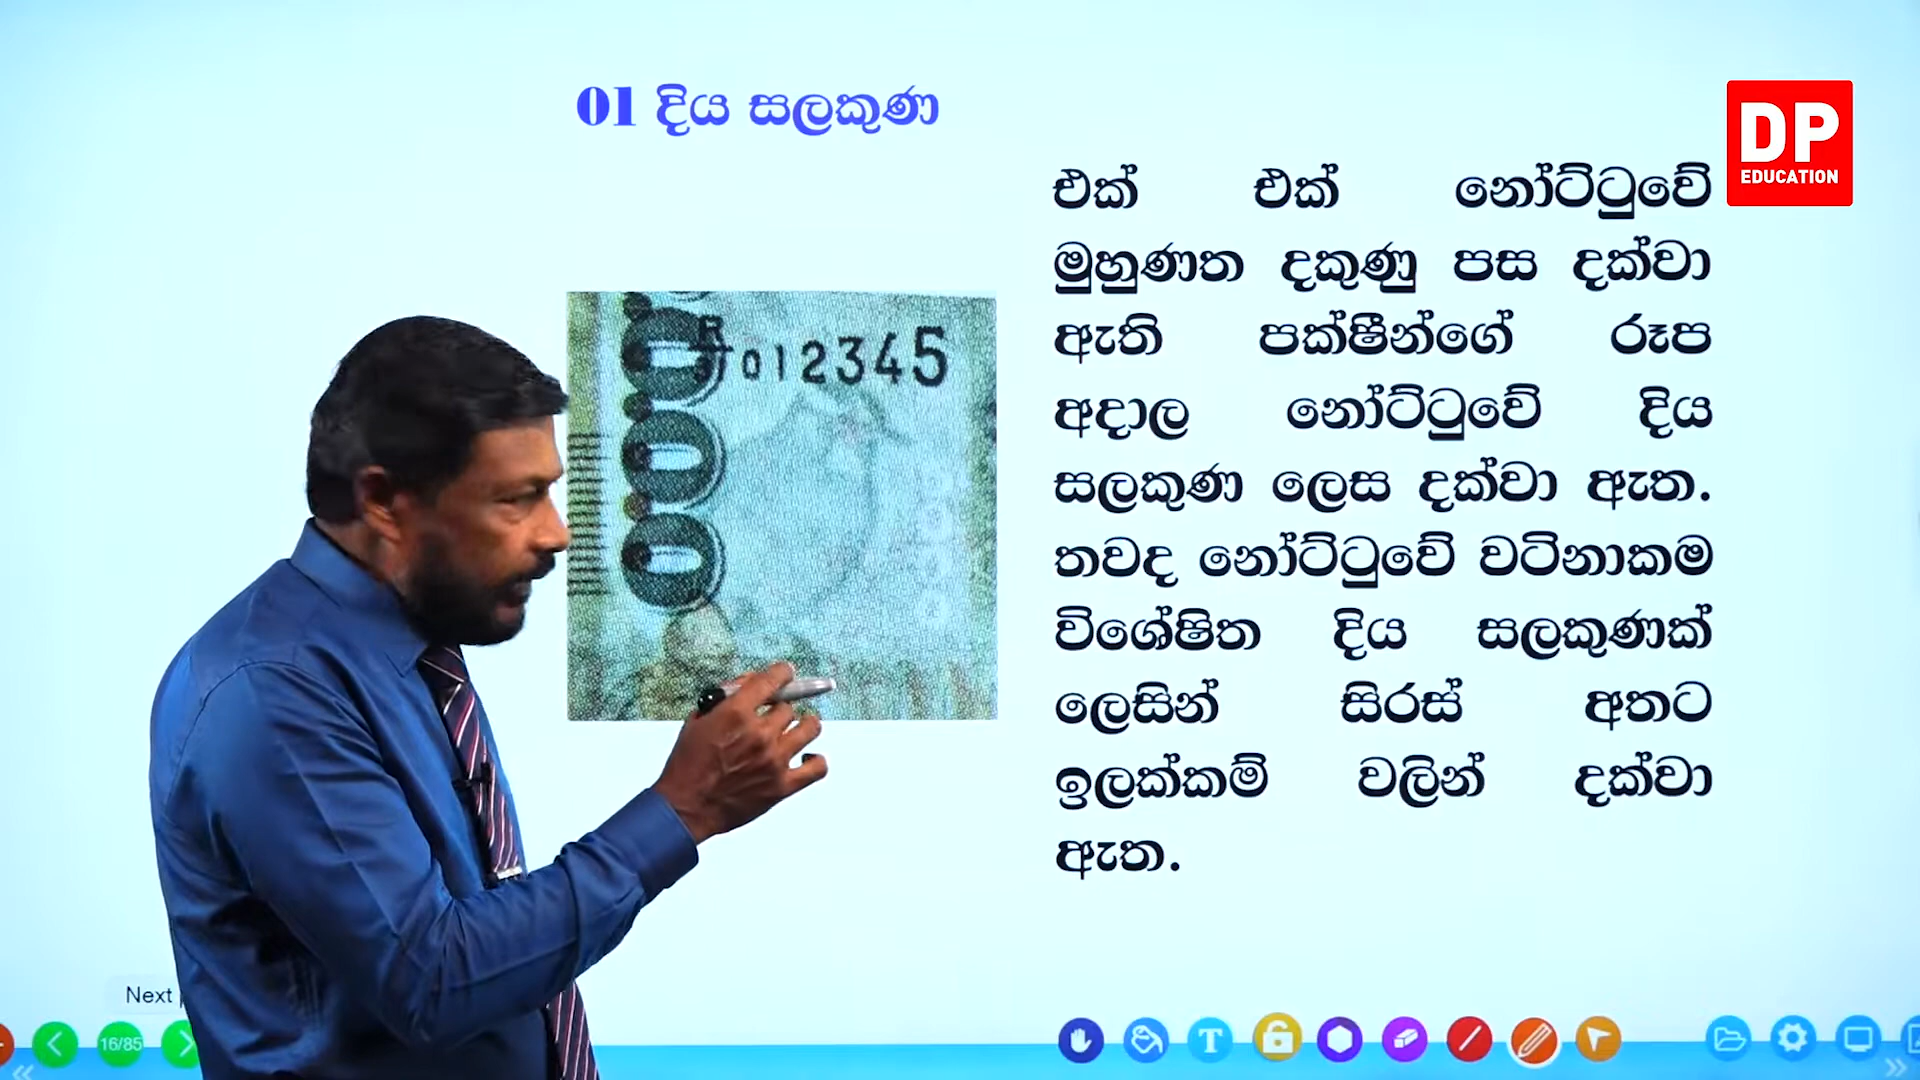 01 දිය සලකුණ
DP
EDUCATION
එක් එක් නෝට්ටුවේ
මුහුණත දකුණු පස දක්වා
ඇති පක්ෂීන්ගේ රූප
අදාල නෝට්ටුවේ දිය
සලකුණ ලෙස දක්වා ඇත.
තවද නෝට්ටුවේ වටිනාකම
විශේෂිත දිය සලකුණක්
ලෙසින් සිරස් අතට
ඉලක්කම් වලින් දක්වා
ඇත.
012345
000
Next
16/85
T